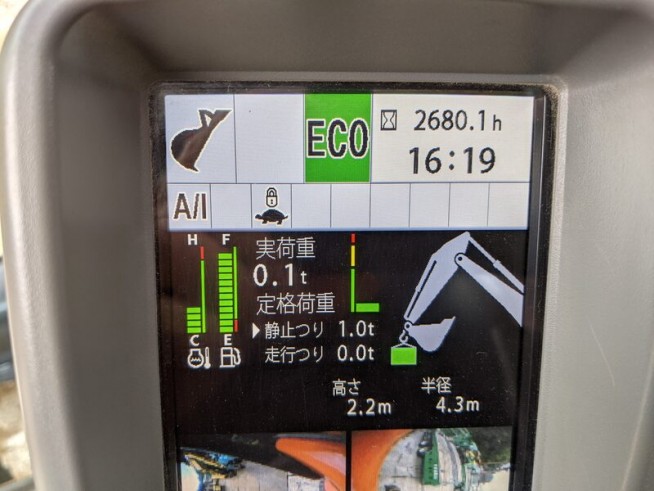 ECO
2680.1h
16:19
A/I
H F
実荷重
0.1t
定格荷重
静止つり 1.0t
走行つり 0.0t
C E
高さ 半径
2.2m 4.3m